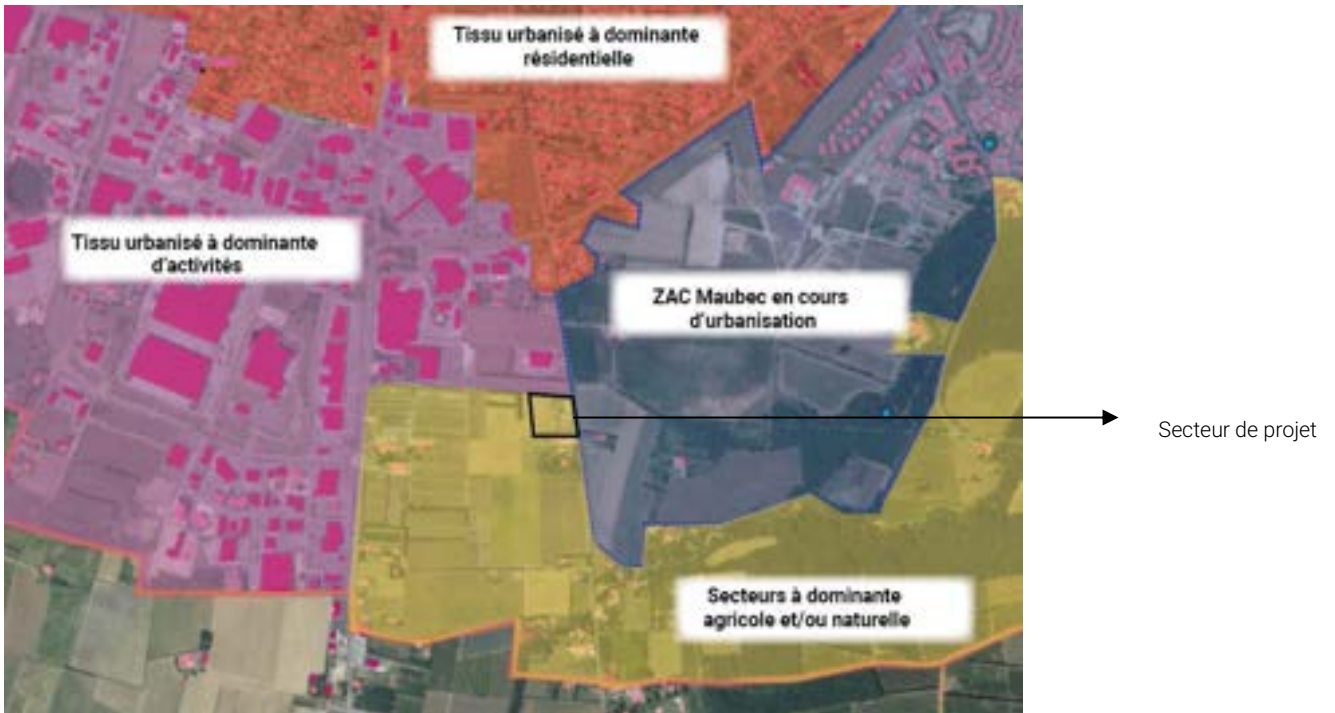 Tissu urbanisé à dominante
résidentielle
Tissu urbanisé à dominante
d'activités
ZAC Maubec en cours
d'urbanisation
Secteur de projet
Secteurs à dominante
agricole et/ou naturelle